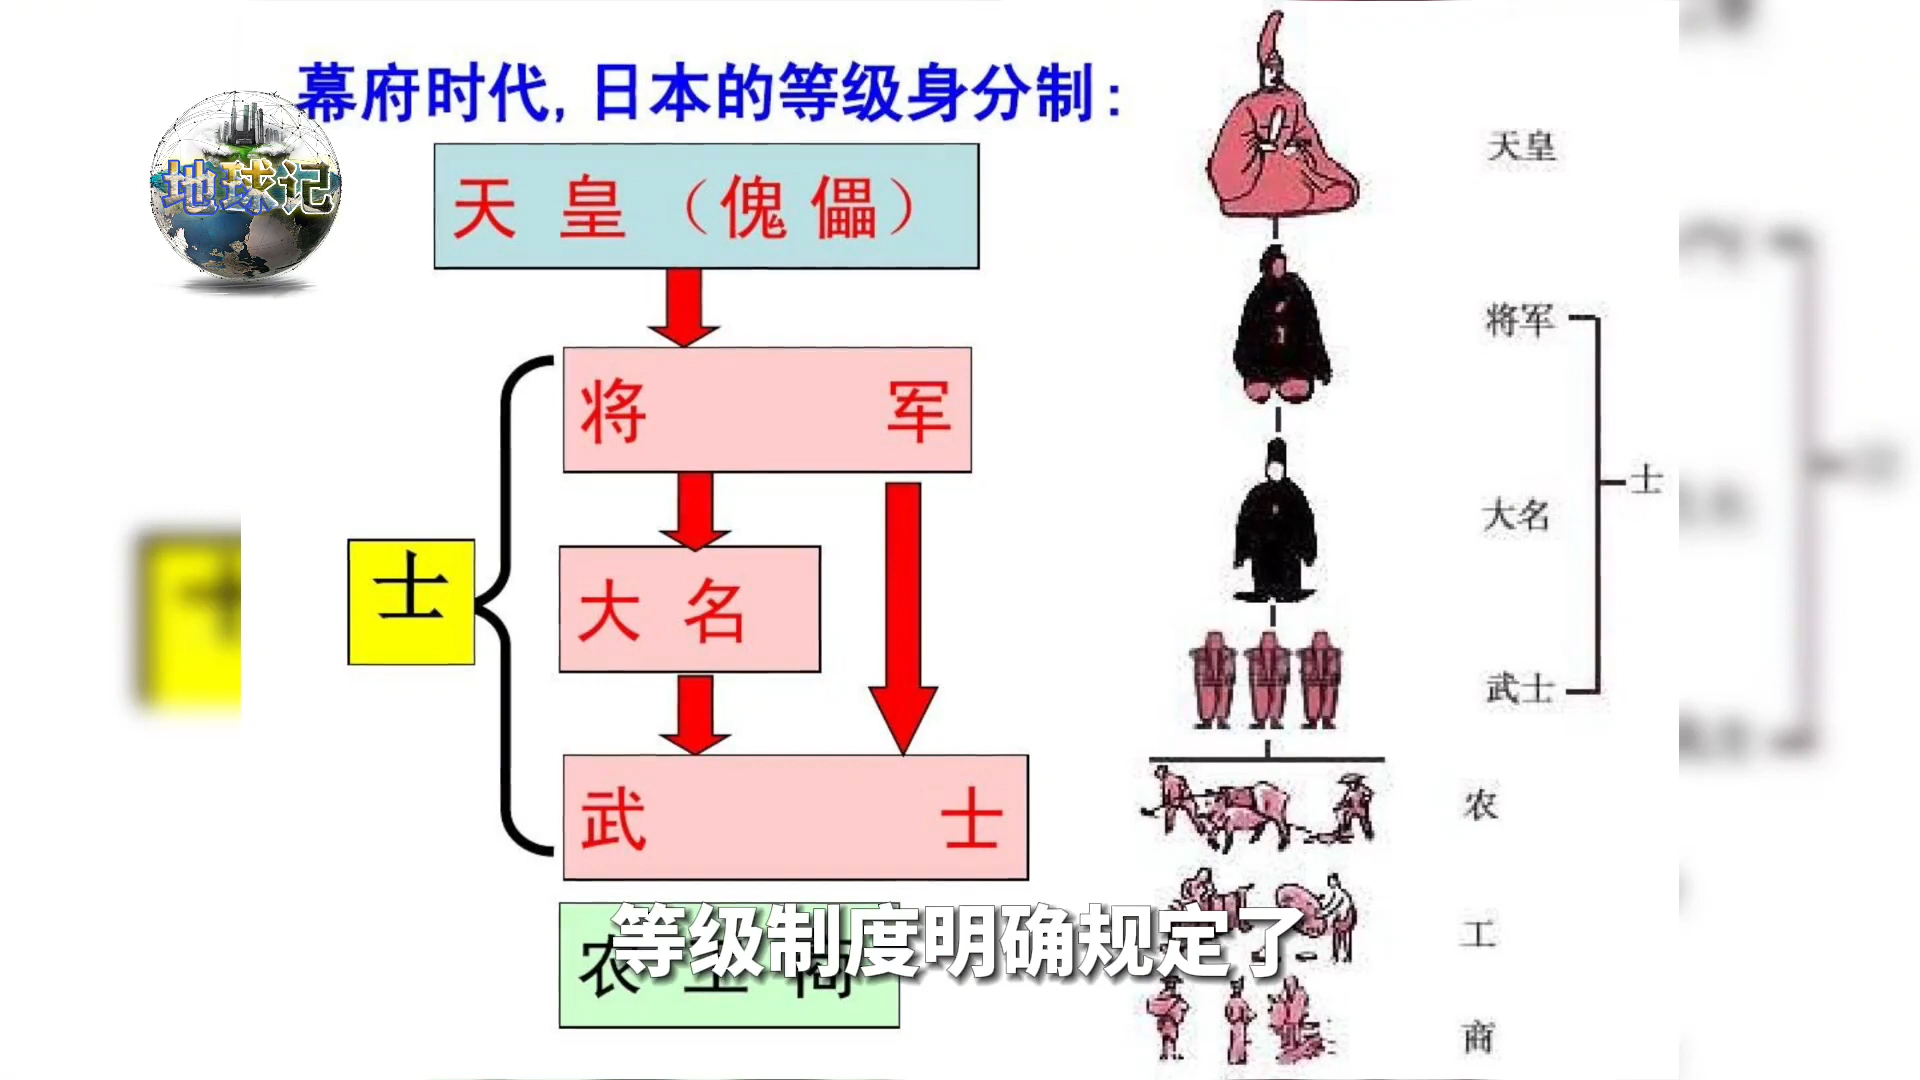 幕府时代,日本的等级身分制:
地球记
天 皇 （傀 儡）
将 军
大 名
武 士
士
农 工 商
天皇
将军
大名
武士
士
农
工
商
等级制度明确规定了